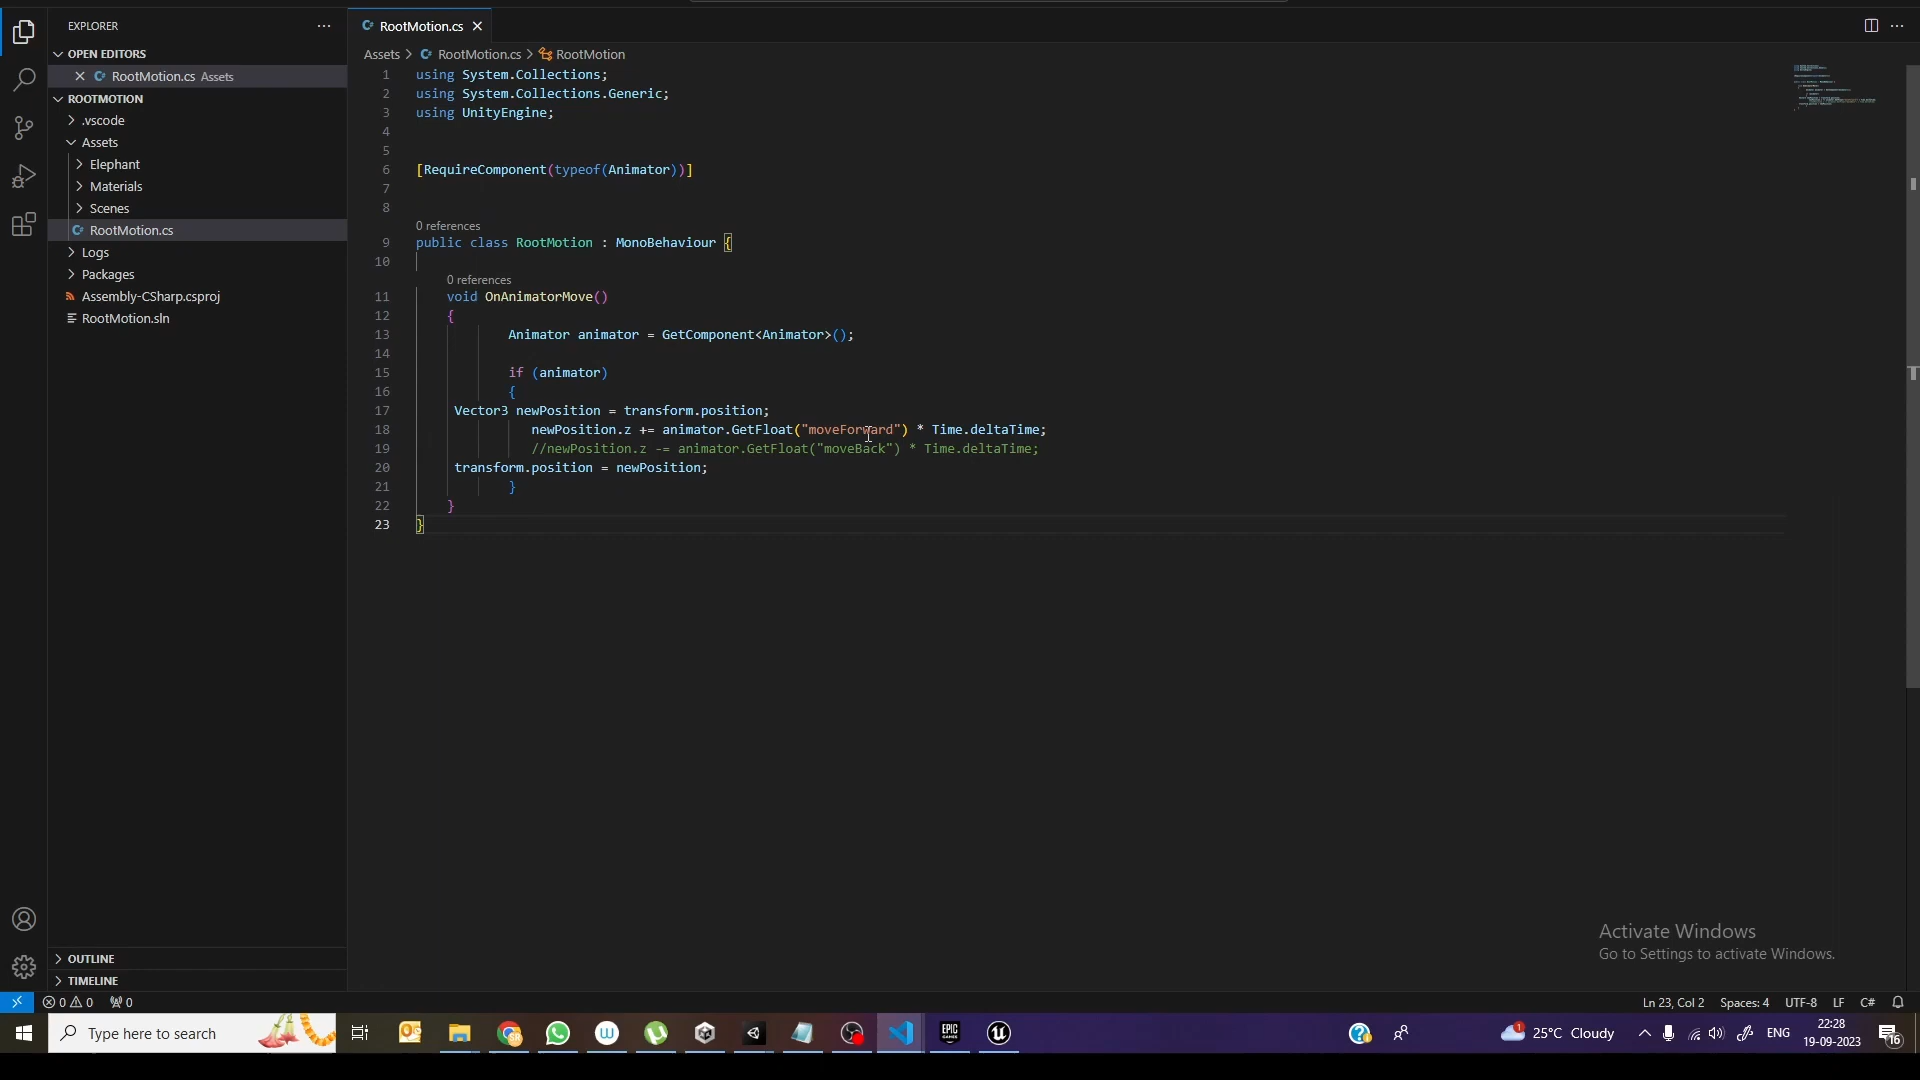 EXPLORER
OPEN EDITORS
RootMotion.cs Assets
ROOTMOTION
.vscode
Assets
Elephant
Materials
Scenes
RootMotion.cs
Logs
Packages
Assembly-CSharp.csproj
RootMotion.sln
OUTLINE
TIMELINE
RootMotion.cs
Assets > RootMotion.cs > RootMotion
1 using System.Collections;
2 using System.Collections.Generic;
3 using UnityEngine;
4
5
6 [RequireComponent(typeof(Animator))]
7
8
0 references
9 public class RootMotion : MonoBehaviour {
10
0 references
11 void OnAnimatorMove()
12 {
13 Animator animator = GetComponent<Animator>();
14
15 if (animator)
16 {
17 Vector3 newPosition = transform.position;
18 newPosition.z += animator.GetFloat("moveForward") * Time.deltaTime;
19 //newPosition.z -= animator.GetFloat("moveBack") * Time.deltaTime;
20 transform.position = newPosition;
21 }
22 }
23 }
Activate Windows
Go to Settings to activate Windows.
0 0 0 Ln 23, Col 2 Spaces: 4 UTF-8 LF C#
Type here to search
SR
EPIC GAMES
1 25°C Cloudy
ENG
22:28
19-09-2023
16